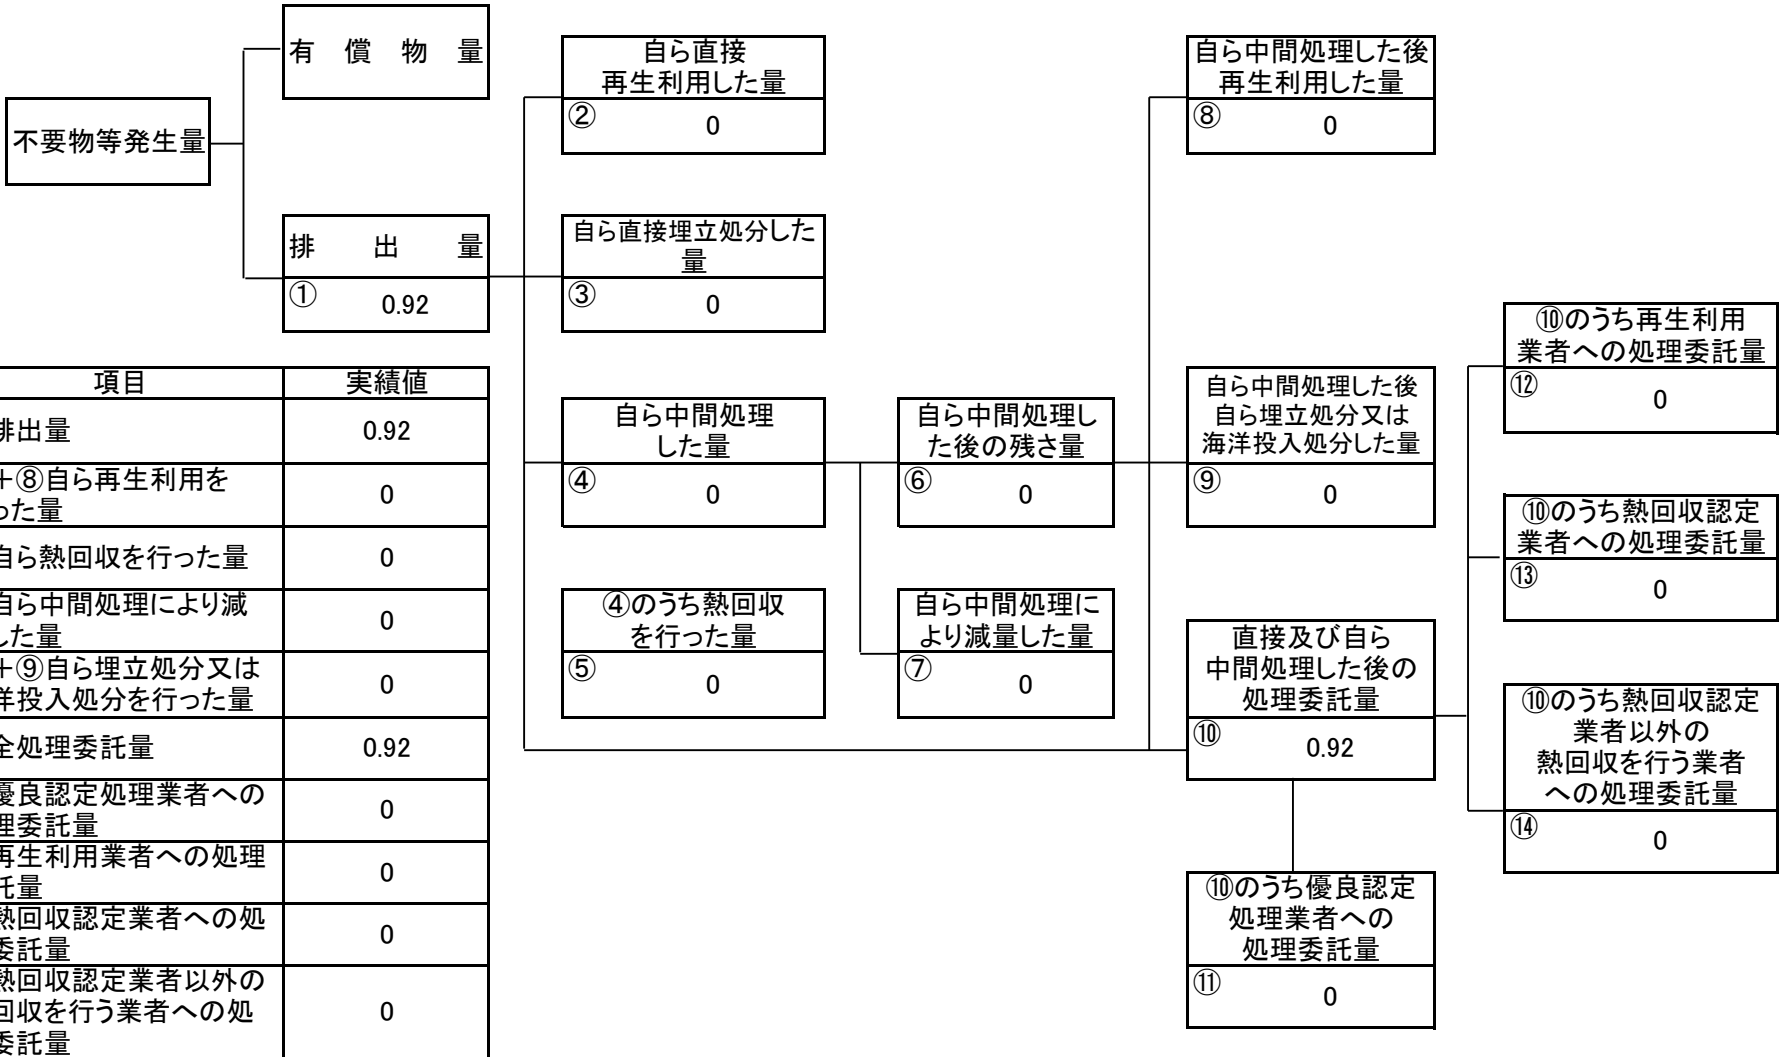 有償物量
不要物等発生量
排出量
① 0.92
自ら直接
再生利用した量
② 0
自ら直接埋立処分した
量
③ 0
自ら中間処理
した量
④ 0
④のうち熱回収
を行った量
⑤ 0
自ら中間処理し
た後の残さ量
⑥ 0
自ら中間処理に
より減量した量
⑦ 0
自ら中間処理した後
再生利用した量
⑧ 0
自ら中間処理した後
自ら埋立処分又は
海洋投入処分した量
⑨ 0
直接及び自ら
中間処理した後の
処理委託量
⑩ 0.92
⑩のうち優良認定
処理業者への
処理委託量
⑪ 0
⑩のうち再生利用
業者への処理委託量
⑫ 0
⑩のうち熱回収認定
業者への処理委託量
⑬ 0
⑩のうち熱回収認定
業者以外の
熱回収を行う業者
への処理委託量
⑭ 0
項目 実績値
排出量 0.92
+⑧自ら再生利用を
った量 0
自ら熱回収を行った量 0
自ら中間処理により減
した量 0
+⑨自ら埋立処分又は
洋投入処分を行った量 0
全処理委託量 0.92
優良認定処理業者への
理委託量 0
再生利用業者への処理
託量 0
熱回収認定業者への処
委託量 0
熱回収認定業者以外の
回収を行う業者への処
委託量 0